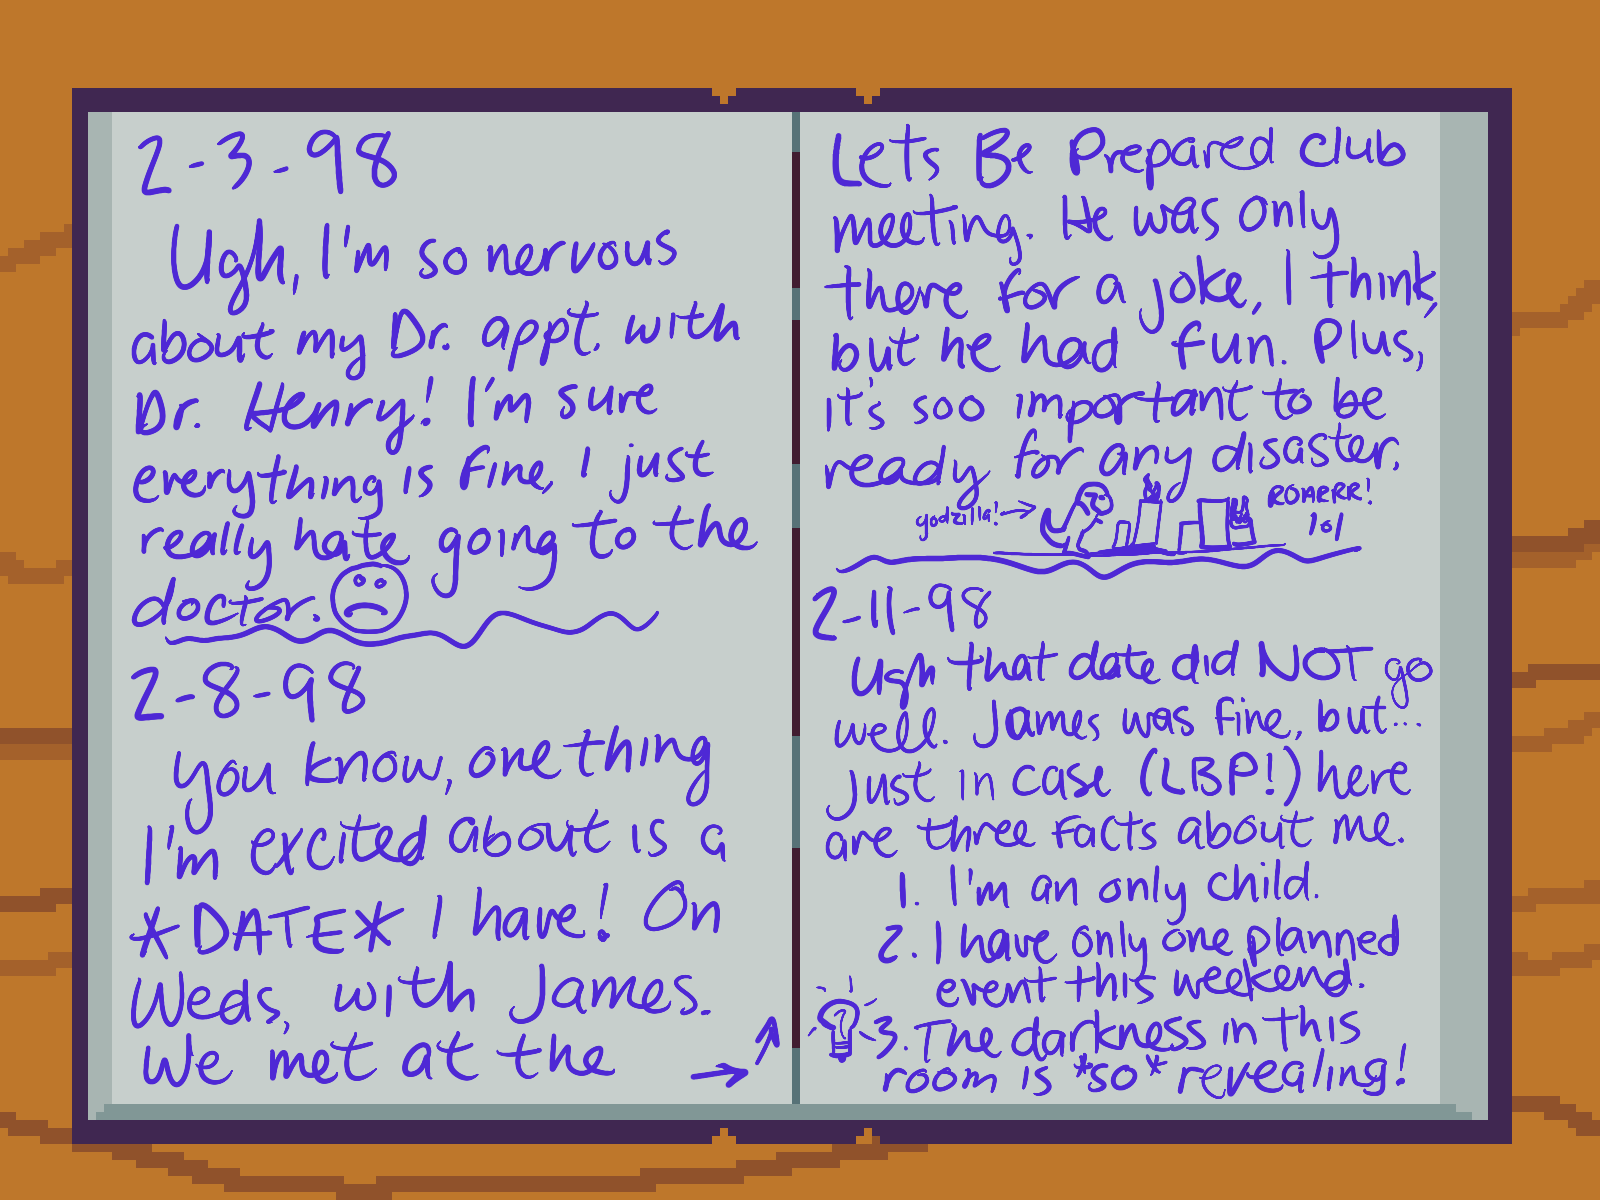 2-3-98
Ugh, I'm so nervous
about my Dr. appt. with
Dr. Henry! I'm sure
everything is fine, I just
really hate going to the
doctor.
2-8-98
You know, one thing
I'm excited about is a
*DATE* I have! On
Weds, with James.
We met at the
Lets Be Prepared Club
meeting. He was only
there for a joke, I think,
but he had fun. Plus,
it's soo important to be
ready for any disaster.
godzilla!
ROAERR!
lol
2-11-98
Ugh that date did NOT go
well. James was fine, but...
Just in case (LBP!) here
are three facts about me.
1. I'm an only child.
2. I have only one planned
event this weekend.
3. The darkness in this
room is *so* revealing!